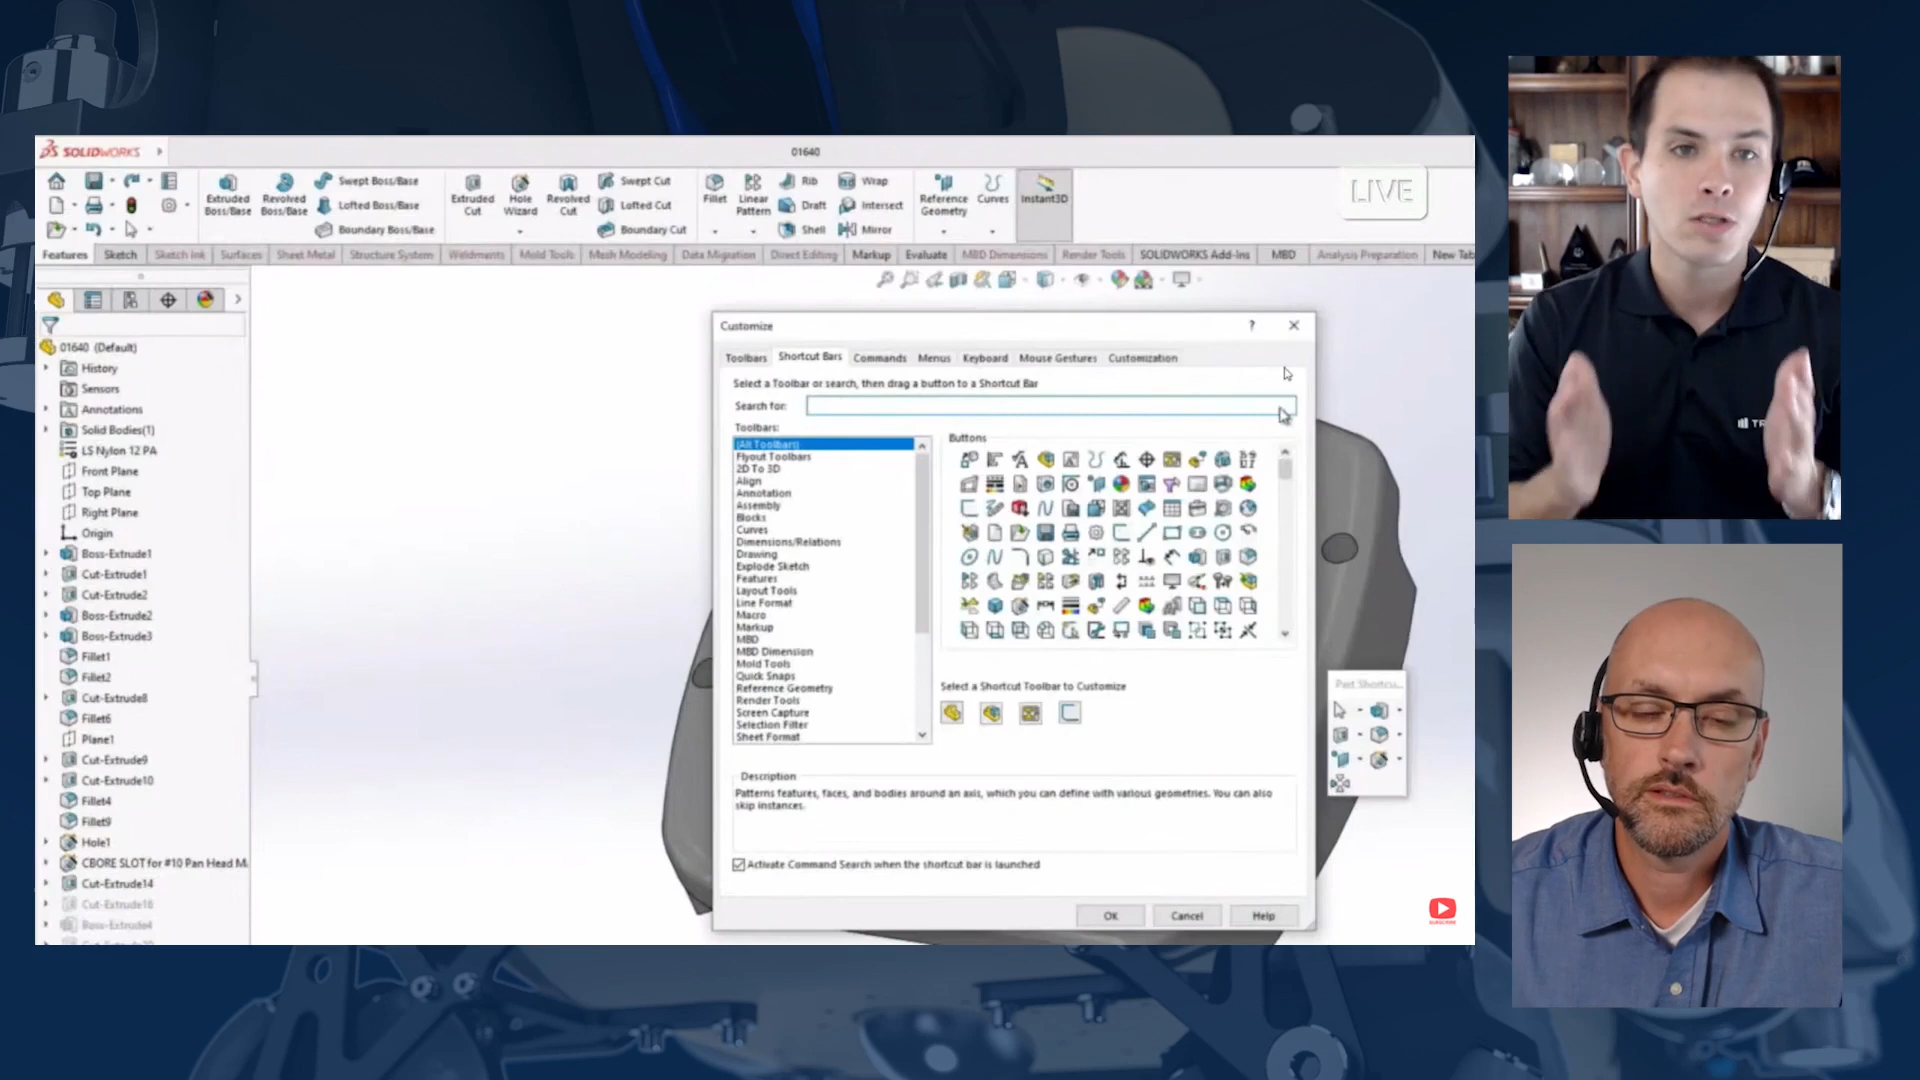 SOLIDWORKS
01640
LIVE
Extruded Boss/Base
Revolved Boss/Base
Swept Boss/Base
Lofted Boss/Base
Boundary Boss/Base
Extruded Cut
Hole Wizard
Revolved Cut
Swept Cut
Lofted Cut
Boundary Cut
Fillet
Linear Pattern
Rib
Draft
Shell
Wrap
Intersect
Mirror
Reference Geometry
Curves
Instant3D
Features Sketch Sketch Ink Surfaces Sheet Metal Structure System Weldments Mold Tools Mesh Modeling Data Migration Direct Editing Markup Evaluate MBD Dimensions Render Tools SOLIDWORKS Add-Ins MBD Analysis Preparation New Tab
01640 (Default)
History
Sensors
Annotations
Solid Bodies(1)
LS Nylon 12 PA
Front Plane
Top Plane
Right Plane
Origin
Boss-Extrude1
Cut-Extrude1
Cut-Extrude2
Boss-Extrude2
Boss-Extrude3
Fillet1
Fillet2
Cut-Extrude8
Fillet6
Plane1
Cut-Extrude9
Cut-Extrude10
Fillet4
Fillet9
Hole1
CBORE SLOT for #10 Pan Head M
Cut-Extrude14
Cut-Extrude16
Boss-Extrude4
Customize
?
Toolbars Shortcut Bars Commands Menus Keyboard Mouse Gestures Customization
Select a Toolbar or search, then drag a button to a Shortcut Bar
Search for:
Toolbars:
(All Toolbars)
Flyout Toolbars
2D To 3D
Align
Annotation
Assembly
Blocks
Curves
Dimensions/Relations
Drawing
Explode Sketch
Features
Layout Tools
Line Format
Macro
Markup
MBD
MBD Dimension
Mold Tools
Quick Snaps
Reference Geometry
Render Tools
Screen Capture
Selection Filter
Sheet Format
Buttons
Select a Shortcut Toolbar to Customize
Description
Patterns features, faces, and bodies around an axis, which you can define with various geometries. You can also
skip instances.
Activate Command Search when the shortcut bar is launched
OK Cancel Help
Part Shortcu...
SUBSCRIBE
TR